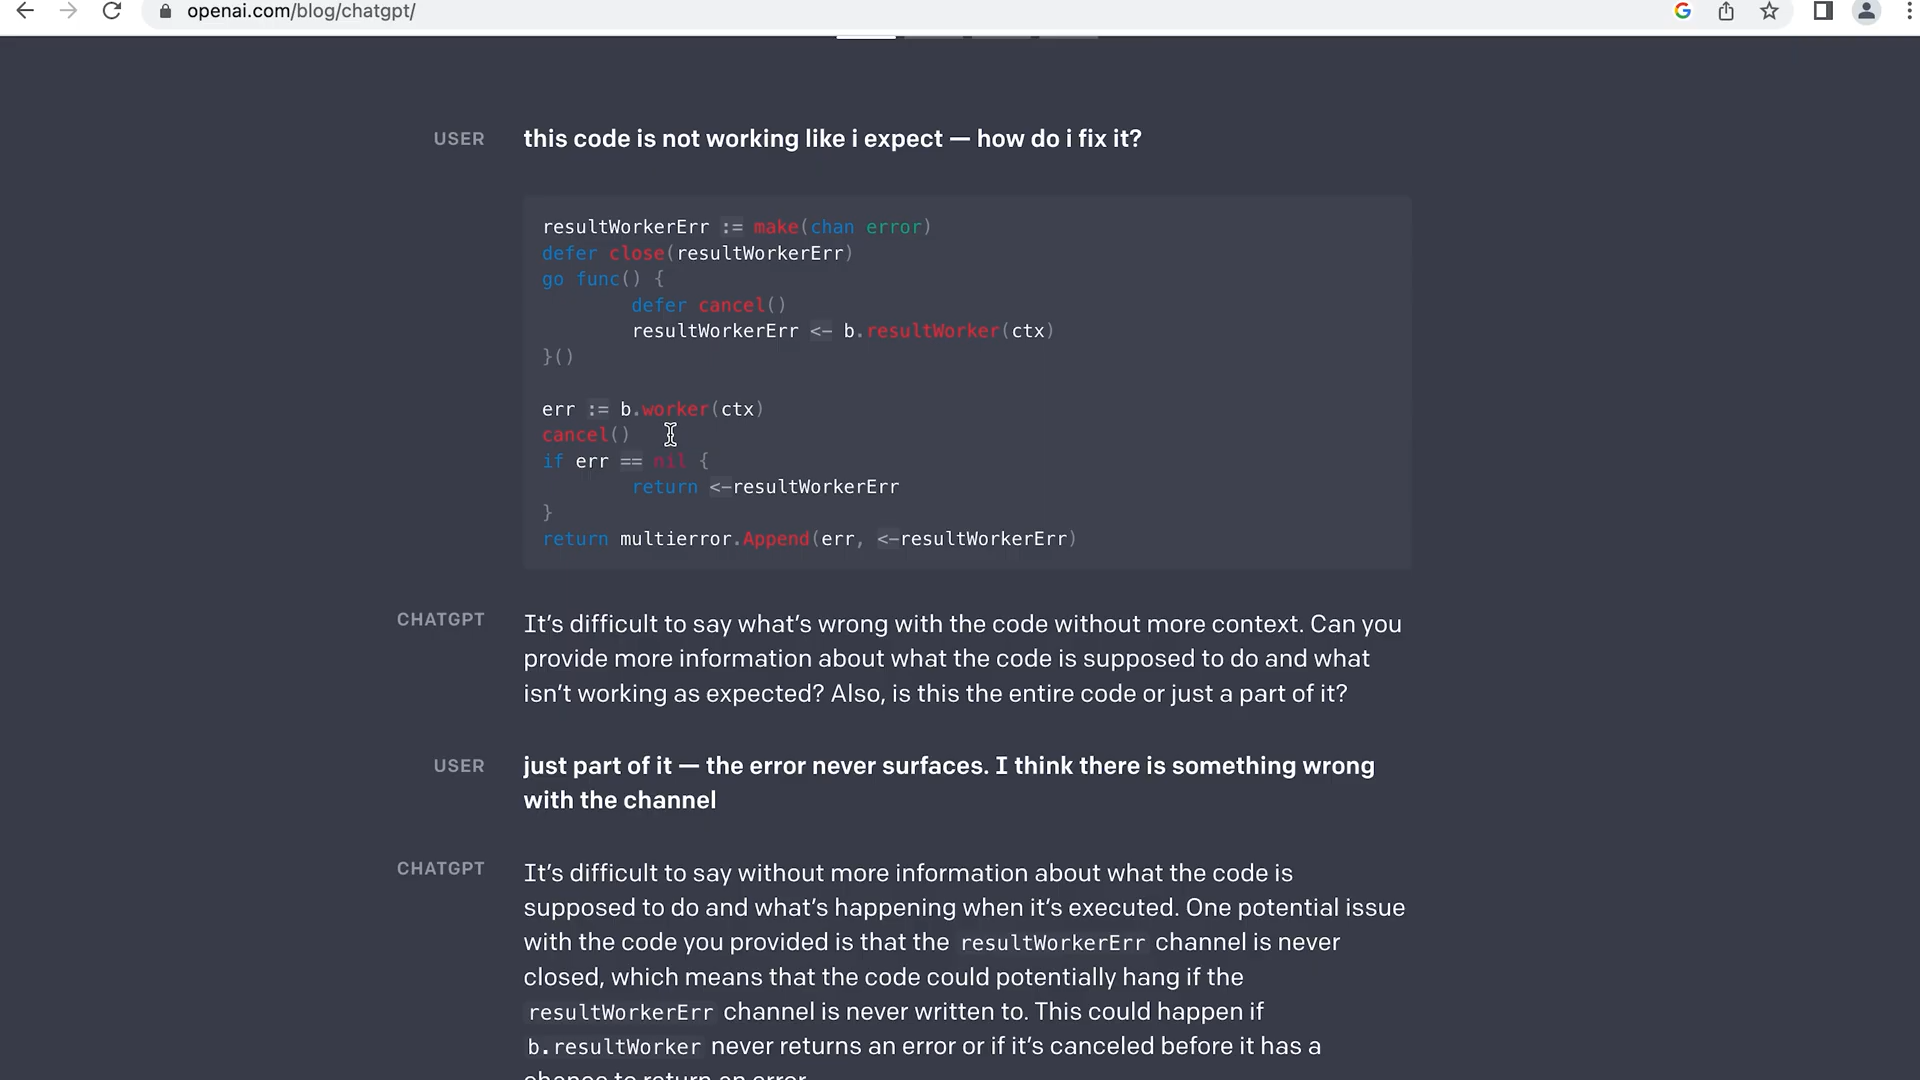 openai.com/blog/chatgpt/
USER
this code is not working like i expect — how do i fix it?
resultWorkerErr := make(chan error)
defer close(resultWorkerErr)
go func() {
        defer cancel()
        resultWorkerErr <- b.resultWorker(ctx)
}()
err := b.worker(ctx)
cancel()
if err == nil {
        return <-resultWorkerErr
}
return multierror.Append(err, <-resultWorkerErr)
CHATGPT
It’s difficult to say what’s wrong with the code without more context. Can you
provide more information about what the code is supposed to do and what
isn’t working as expected? Also, is this the entire code or just a part of it?
USER
just part of it — the error never surfaces. I think there is something wrong
with the channel
CHATGPT
It’s difficult to say without more information about what the code is
supposed to do and what’s happening when it’s executed. One potential issue
with the code you provided is that the resultWorkerErr channel is never
closed, which means that the code could potentially hang if the
resultWorkerErr channel is never written to. This could happen if
b.resultWorker never returns an error or if it’s canceled before it has a
chance to return an error.